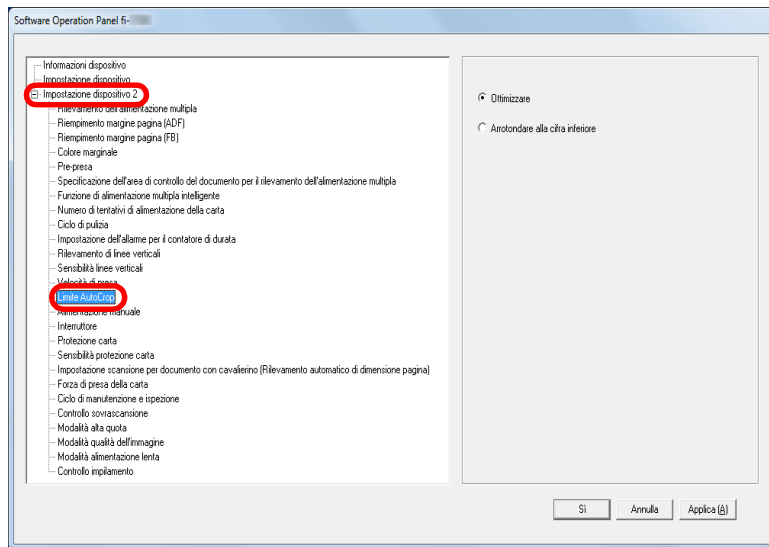 Software Operation Panel fi-
Informazioni dispositivo
Impostazione dispositivo
Impostazione dispositivo 2
Rilevamento dell'alimentazione multipla
Riempimento margine pagina (ADF)
Riempimento margine pagina (FB)
Colore marginale
Pre-presa
Specificazione dell'area di controllo del documento per il rilevamento dell'alimentazione multipla
Funzione di alimentazione multipla intelligente
Numero di tentativi di alimentazione della carta
Ciclo di pulizia
Impostazione dell'allarme per il contatore di durata
Rilevamento di linee verticali
Sensibilità linee verticali
Velocità di presa
Limite AutoCrop
Alimentazione manuale
Interruttore
Protezione carta
Sensibilità protezione carta
Impostazione scansione per documento con cavalierino (Rilevamento automatico di dimensione pagina)
Forza di presa della carta
Ciclo di manutenzione e ispezione
Controllo sovrascansione
Modalità alta quota
Modalità qualità dell'immagine
Modalità alimentazione lenta
Controllo impilamento
Ottimizzare
Arrotondare alla cifra inferiore
Sì Annulla Applica (A)